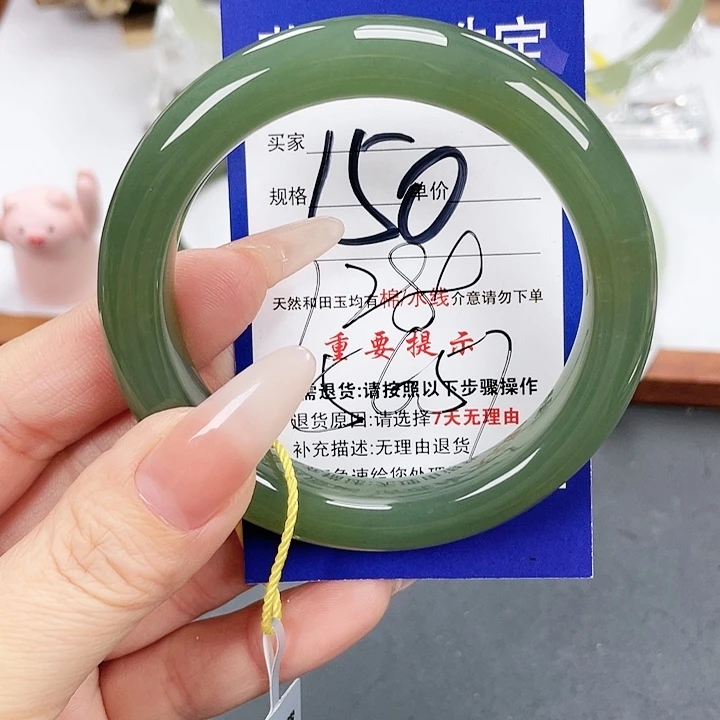 买家
150
规格 单价
1380
天然和田玉均有棉/水线介意请勿下单
重要提示
需退货:请按照以下步骤操作
退货原因:请选择7天无理由
补充描述:无理由退货